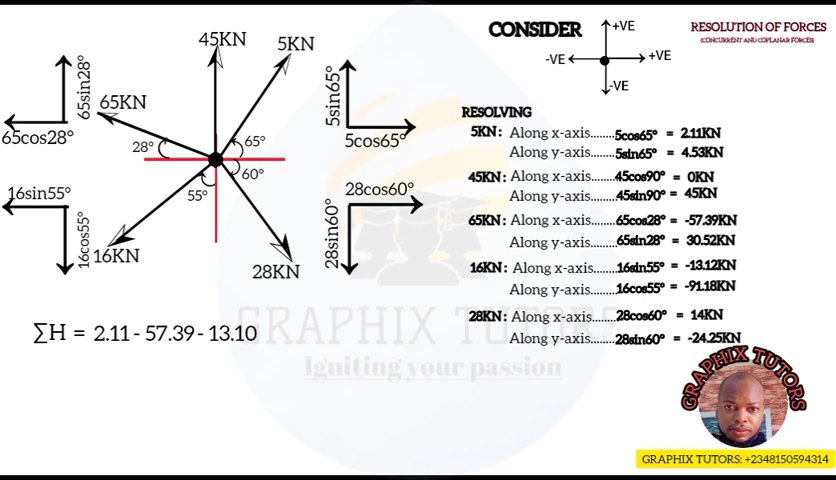 CONSIDER
+VE
-VE
+VE
-VE
RESOLUTION OF FORCES
(CONCURRENT AND COPLANAR FORCES)
45KN
5KN
65KN
28°
65°
60°
55°
16KN
28KN
65sin28°
65cos28°
16sin55°
16cos55°
5sin65°
5cos65°
28cos60°
28sin60°
RESOLVING
5KN: Along x-axis........5cos65° = 2.11KN
Along y-axis.......5sin65° = 4.53KN
45KN: Along x-axis.......45cos90° = 0KN
Along y-axis.......45sin90° = 45KN
65KN: Along x-axis.......65cos28° = -57.39KN
Along y-axis.......65sin28° = 30.52KN
16KN: Along x-axis.......16sin55° = -13.12KN
Along y-axis.......16cos55° = -91.18KN
28KN: Along x-axis.......28cos60° = 14KN
Along y-axis.......28sin60° = -24.25KN
∑H = 2.11 - 57.39 - 13.10
GRAPHIX TUTORS
Igniting your passion
GRAPHIX TUTORS
GRAPHIX TUTORS: +2348150594314